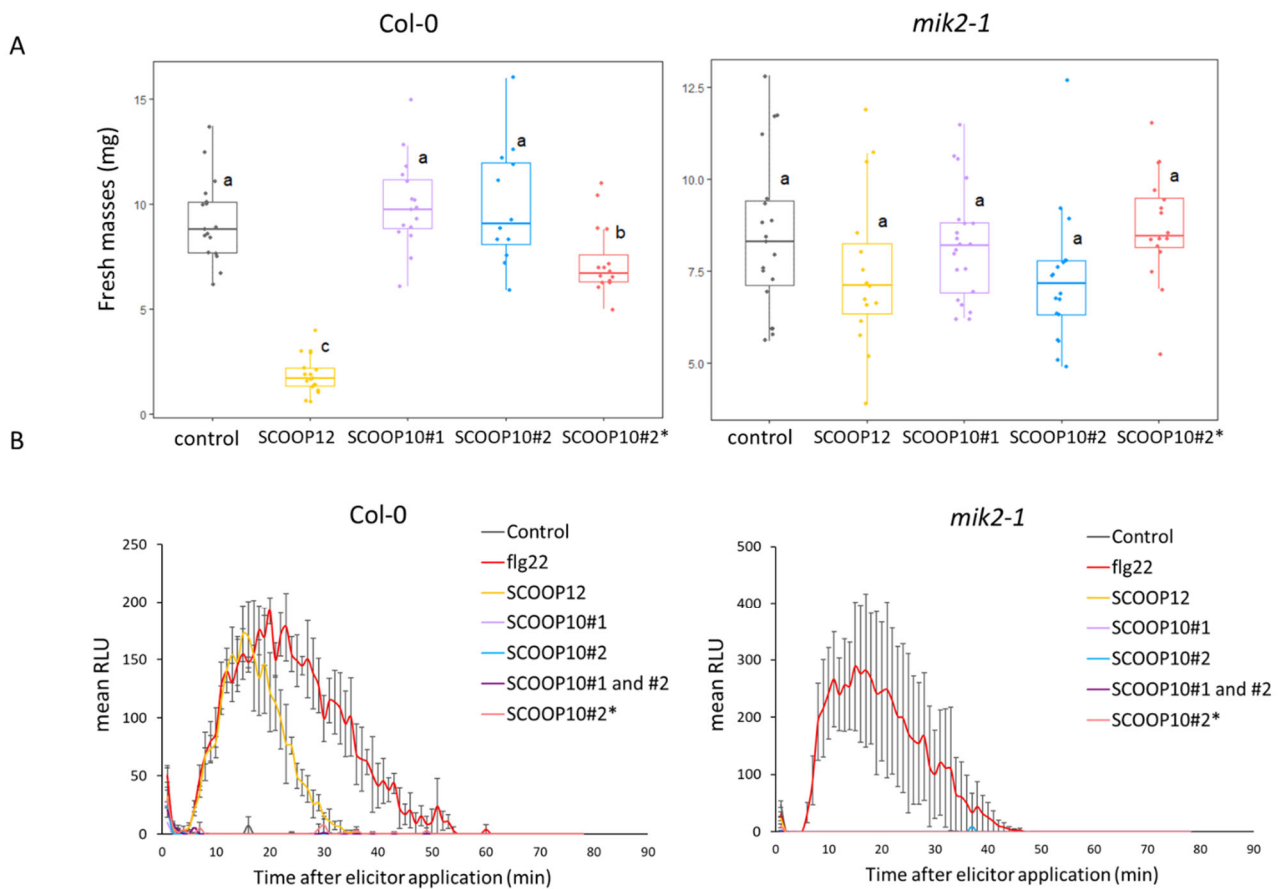 Col-0
mik2-1
A
Fresh masses (mg)
15
10
5
0
a
c
a
a
b
control
SCOOP12
SCOOP10#1
SCOOP10#2
SCOOP10#2*
12.5
10.0
7.5
5.0
a
a
a
a
a
control
SCOOP12
SCOOP10#1
SCOOP10#2
SCOOP10#2*
B
Col-0
mean RLU
250
200
150
100
50
0
0 10 20 30 40 50 60 70 80 90
Time after elicitor application (min)
Control
flg22
SCOOP12
SCOOP10#1
SCOOP10#2
SCOOP10#1 and #2
SCOOP10#2*
mik2-1
mean RLU
500
400
300
200
100
0
0 10 20 30 40 50 60 70 80 90
Time after elicitor application (min)
Control
flg22
SCOOP12
SCOOP10#1
SCOOP10#2
SCOOP10#1 and #2
SCOOP10#2*